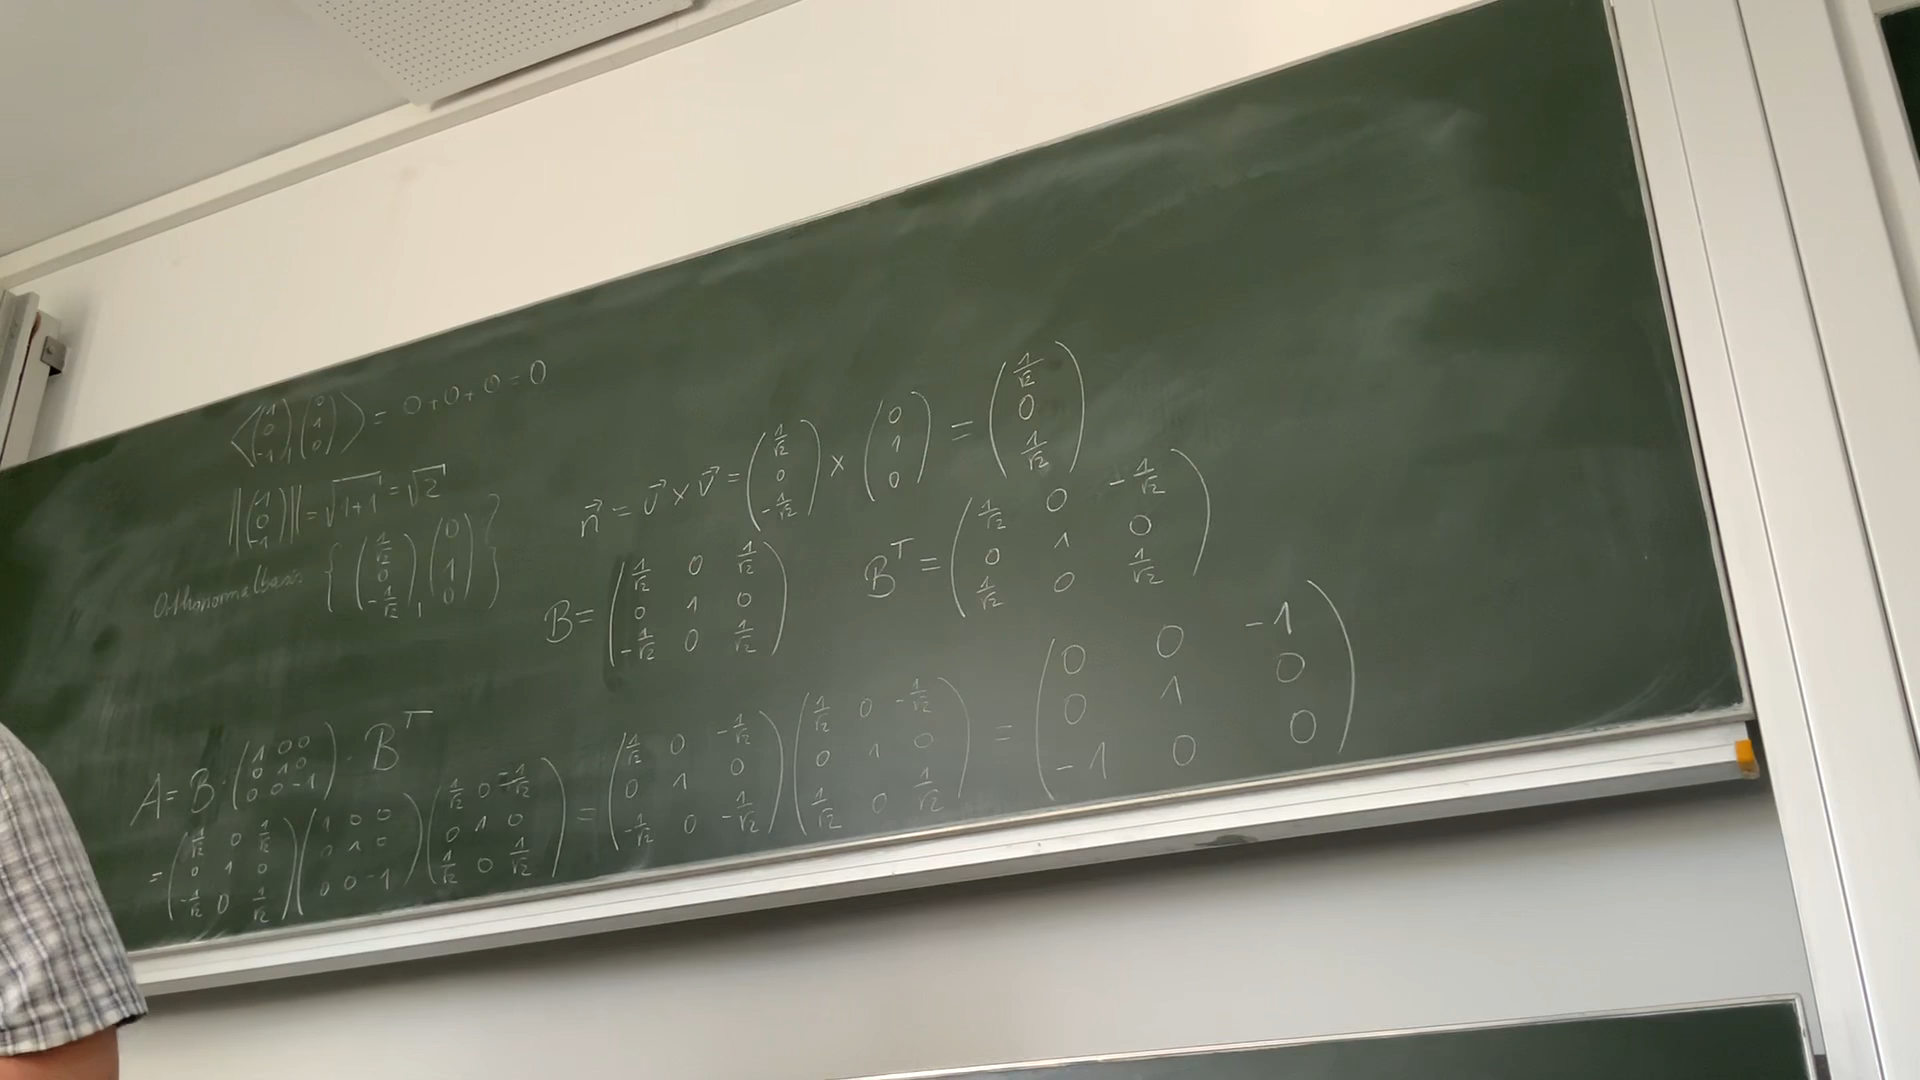 ⟨(1 0 -1), (0 1 0)⟩ = 0+0+0=0
||(1 0 -1)|| = √(1+1) = √2
Orthonormalbasis {(1/√2 0 -1/√2), (0 1 0)}
n⃗ = u⃗ × v⃗ = (1/√2 0 -1/√2) × (0 1 0) = (1/√2 0 1/√2)
B = (1/√2 0 1/√2; 0 1 0; -1/√2 0 1/√2) Bᵀ = (1/√2 0 -1/√2; 0 1 0; 1/√2 0 1/√2)
A = B · (1 0 0; 0 1 0; 0 0 -1) · Bᵀ
= (1/√2 0 1/√2; 0 1 0; -1/√2 0 1/√2) (1 0 0; 0 1 0; 0 0 -1) (1/√2 0 -1/√2; 0 1 0; 1/√2 0 1/√2) = (1/√2 0 -1/√2; 0 1 0; -1/√2 0 -1/√2) (1/√2 0 -1/√2; 0 1 0; 1/√2 0 1/√2) = (0 0 -1; 0 1 0; -1 0 0)